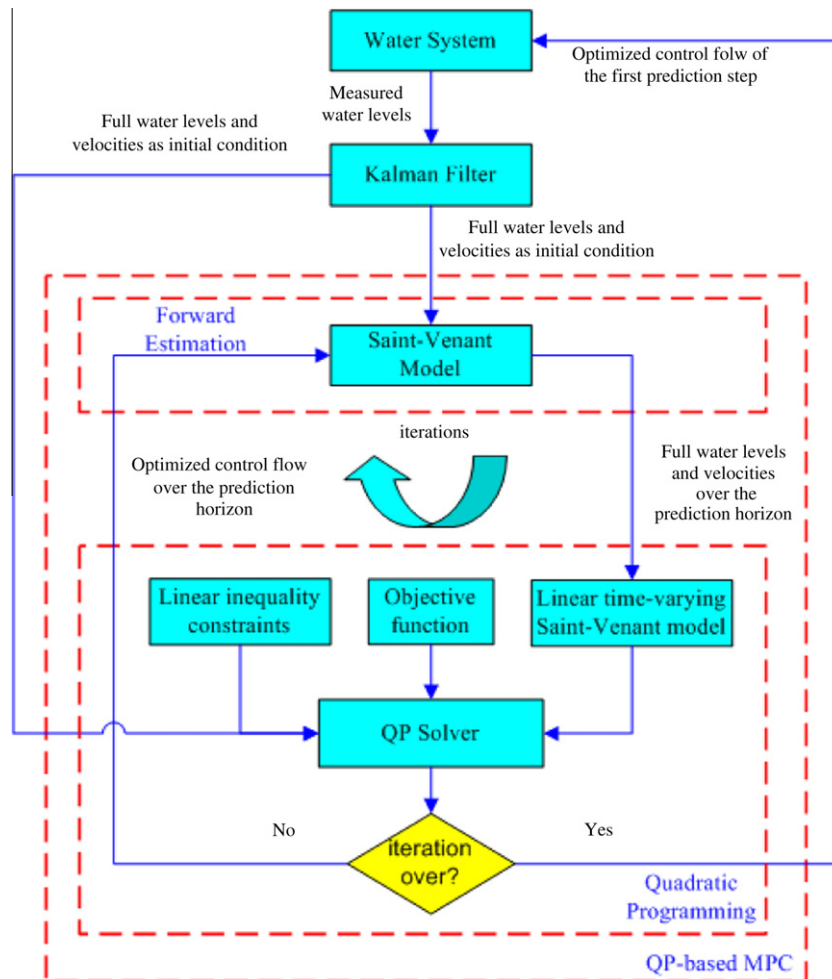 Water System
Optimized control folw of
the first prediction step
Measured
water levels
Full water levels and
velocities as initial condition
Kalman Filter
Full water levels and
velocities as initial condition
Forward
Estimation
Saint-Venant
Model
iterations
Optimized control flow
over the prediction
horizon
Full water levels
and velocities
over the
prediction horizon
Linear inequality
constraints
Objective
function
Linear time-varying
Saint-Venant model
QP Solver
No
Yes
iteration
over?
Quadratic
Programming
QP-based MPC